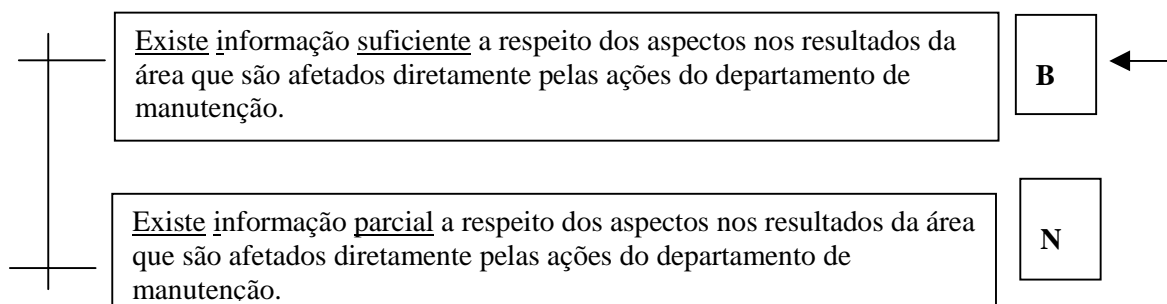 Existe informação suficiente a respeito dos aspectos nos resultados da
área que são afetados diretamente pelas ações do departamento de
manutenção.
B
Existe informação parcial a respeito dos aspectos nos resultados da área
que são afetados diretamente pelas ações do departamento de
manutenção.
N